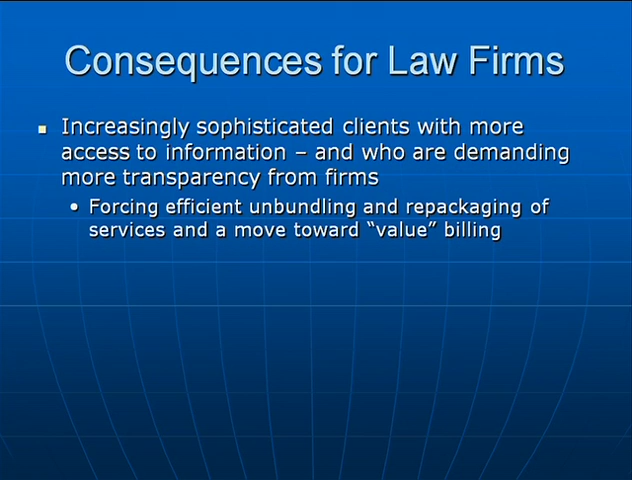 Consequences for Law Firms
Increasingly sophisticated clients with more
access to information – and who are demanding
more transparency from firms
Forcing efficient unbundling and repackaging of
services and a move toward “value” billing